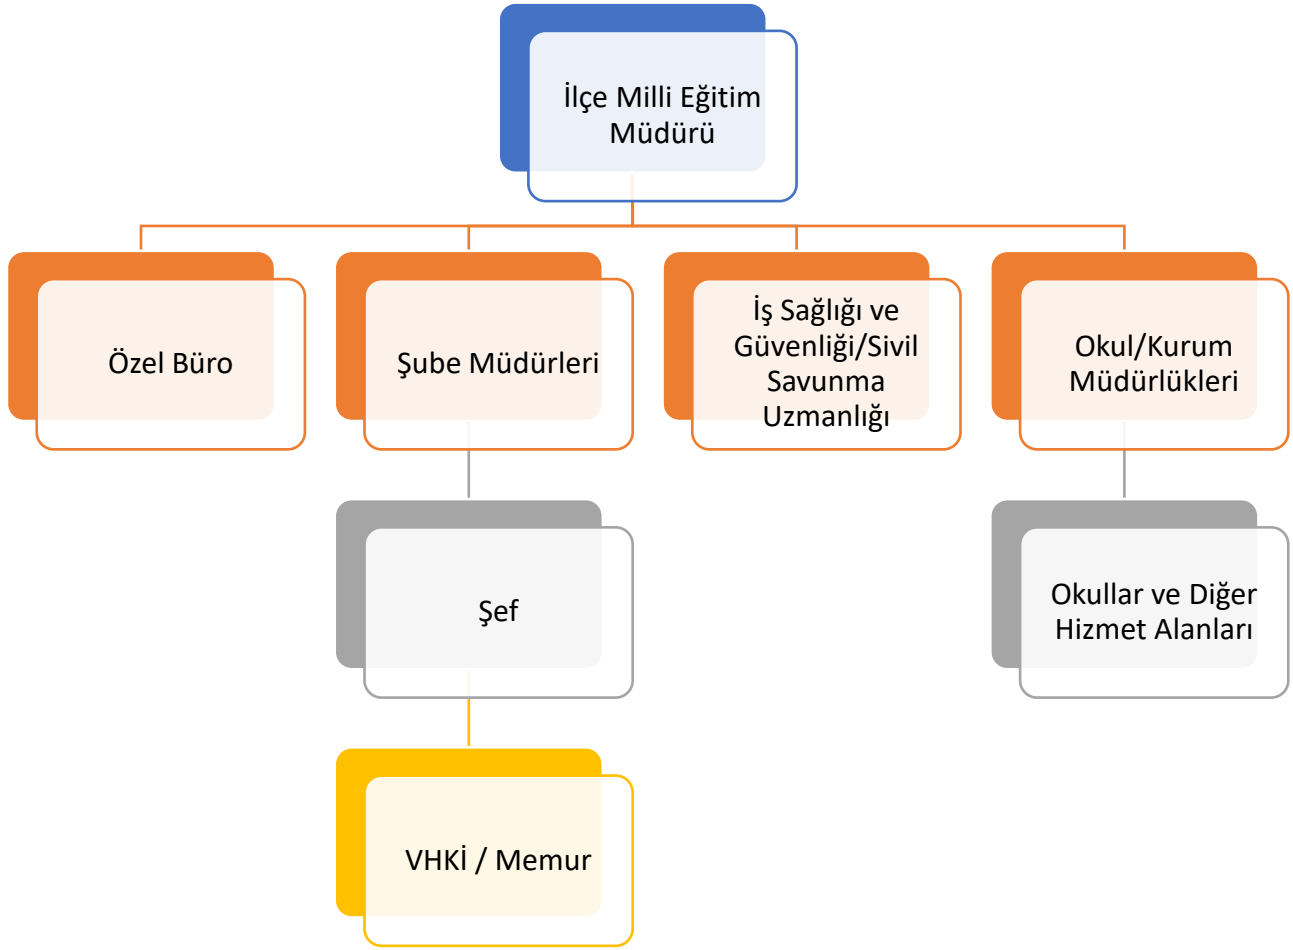 İlçe Milli Eğitim
Müdürü
Özel Büro
Şube Müdürleri
İş Sağlığı ve
Güvenliği/Sivil
Savunma
Uzmanlığı
Okul/Kurum
Müdürlükleri
Şef
Okullar ve Diğer
Hizmet Alanları
VHKİ / Memur